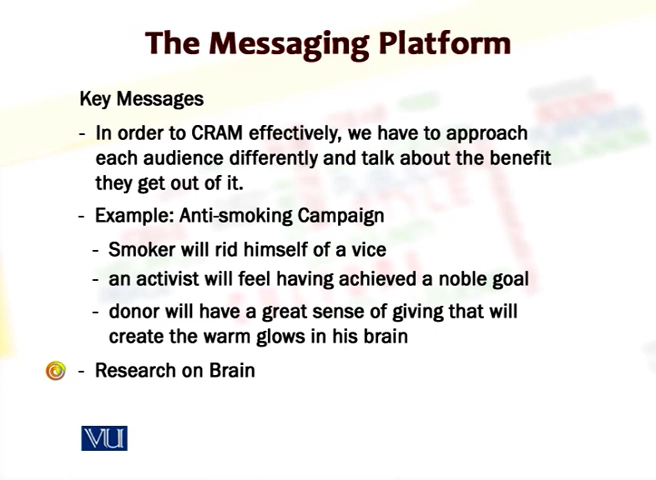 The Messaging Platform
Key Messages
- In order to CRAM effectively, we have to approach
each audience differently and talk about the benefit
they get out of it.
- Example: Anti-smoking Campaign
- Smoker will rid himself of a vice
- an activist will feel having achieved a noble goal
- donor will have a great sense of giving that will
create the warm glows in his brain
- Research on Brain
VU